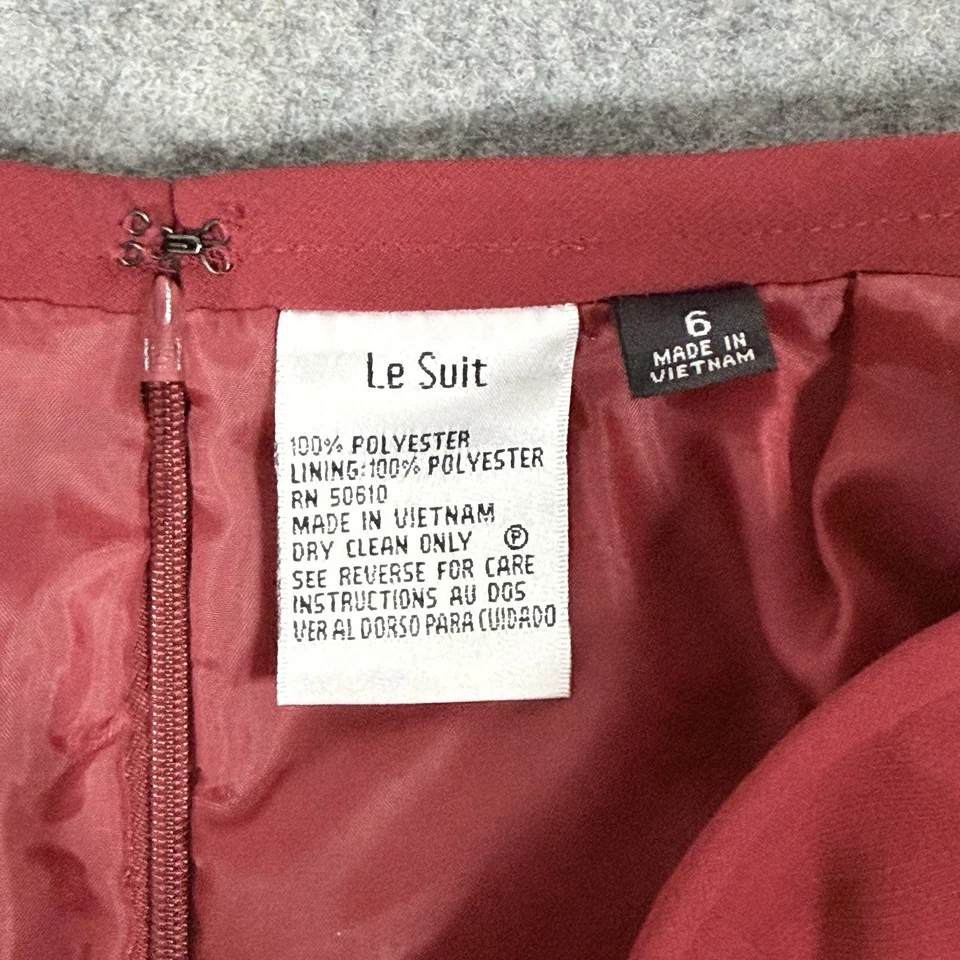 Le Suit
100% POLYESTER
LINING:100% POLYESTER
RN 50610
MADE IN VIETNAM
DRY CLEAN ONLY Ⓟ
SEE REVERSE FOR CARE
INSTRUCTIONS AU DOS
VER AL DORSO PARA CUIDADO
6
MADE IN
VIETNAM